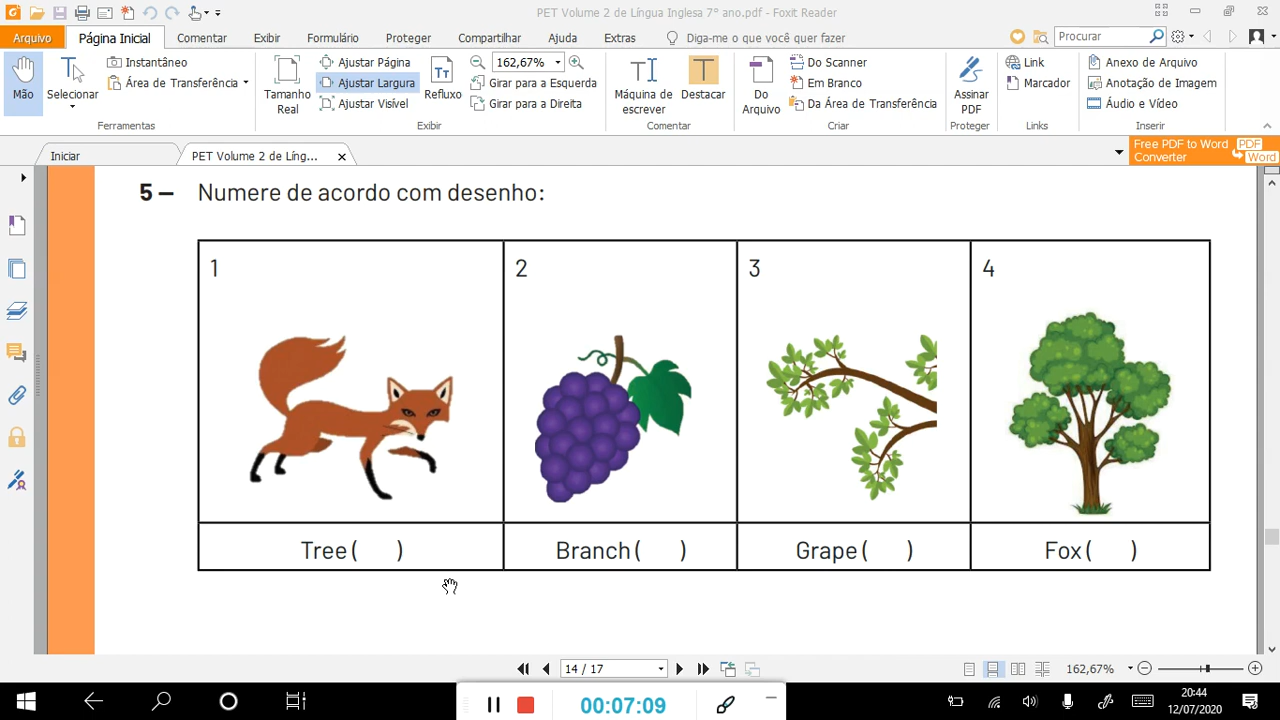 PET Volume 2 de Língua Inglesa 7° ano.pdf - Foxit Reader
Arquivo Página Inicial Comentar Exibir Formulário Proteger Compartilhar Ajuda Extras Diga-me o que você quer fazer Procurar
Mão
Selecionar
Instantâneo
Área de Transferência
Ferramentas
Tamanho
Real
Ajustar Página
Ajustar Largura
Ajustar Visível
Refluxo
162,67%
Girar para a Esquerda
Girar para a Direita
Exibir
Máquina de
escrever
Destacar
Comentar
Do
Arquivo
Do Scanner
Em Branco
Da Área de Transferência
Criar
Assinar
PDF
Proteger
Link
Marcador
Links
Anexo de Arquivo
Anotação de Imagem
Áudio e Vídeo
Inserir
Iniciar
PET Volume 2 de Líng...
Free PDF to Word
Converter
PDF
Word
5 — Numere de acordo com desenho:
1 2 3 4
Tree ( ) Branch ( ) Grape ( ) Fox ( )
14 / 17
162,67%
00:07:09
20:44
12/07/2020